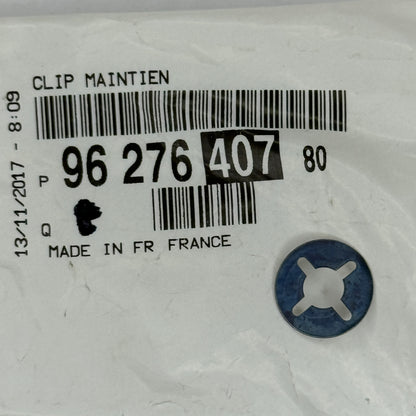 CLIP MAINTIEN
P 96 276 407 80
Q
MADE IN FR FRANCE
13/11/2017 - 8:09